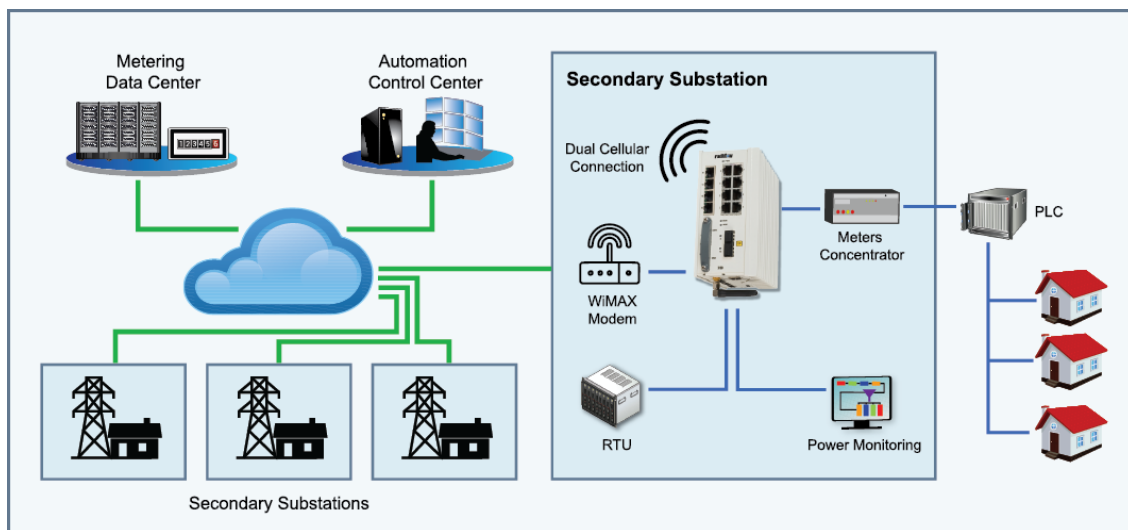 Metering
Data Center
Automation
Control Center
123456
Secondary Substation
Dual Cellular
Connection
WiMAX
Modem
Meters
Concentrator
PLC
RTU
Power Monitoring
Secondary Substations